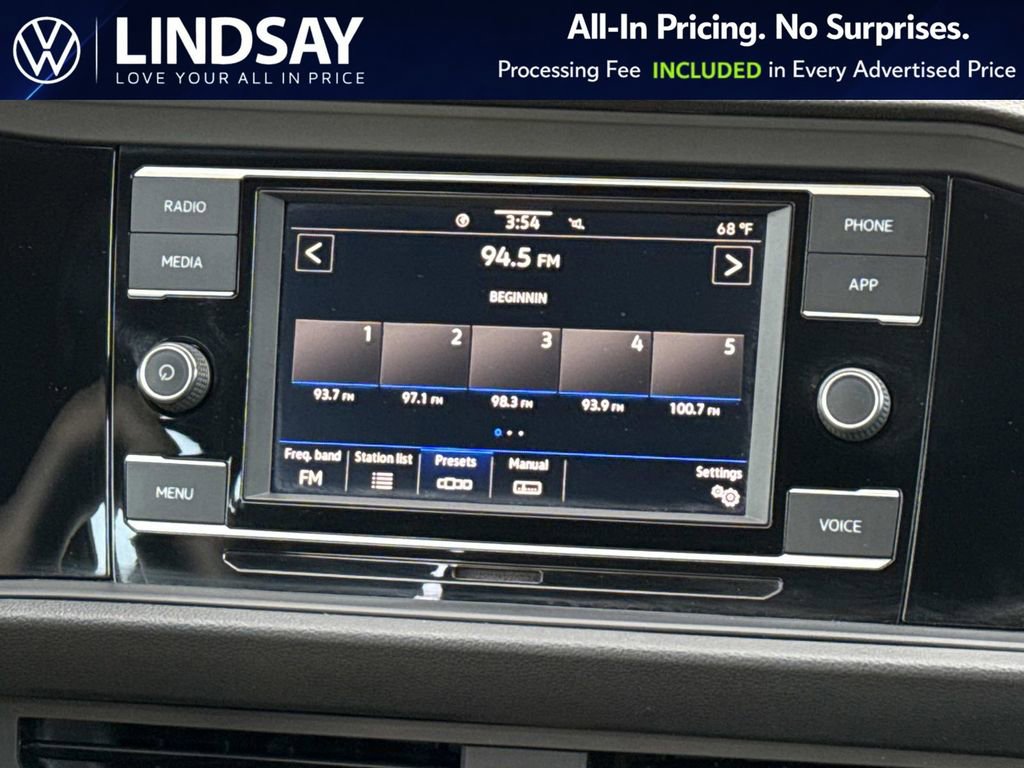 LINDSAY
LOVE YOUR ALL IN PRICE
All-In Pricing. No Surprises.
Processing Fee INCLUDED in Every Advertised Price
RADIO
MEDIA
MENU
3:54
68 °F
<
94.5 FM
>
BEGINNIN
1 2 3 4 5
93.7 FM 97.1 FM 98.3 FM 93.9 FM 100.7 FM
Freq. band Station list Presets Manual Settings
FM
PHONE
APP
VOICE